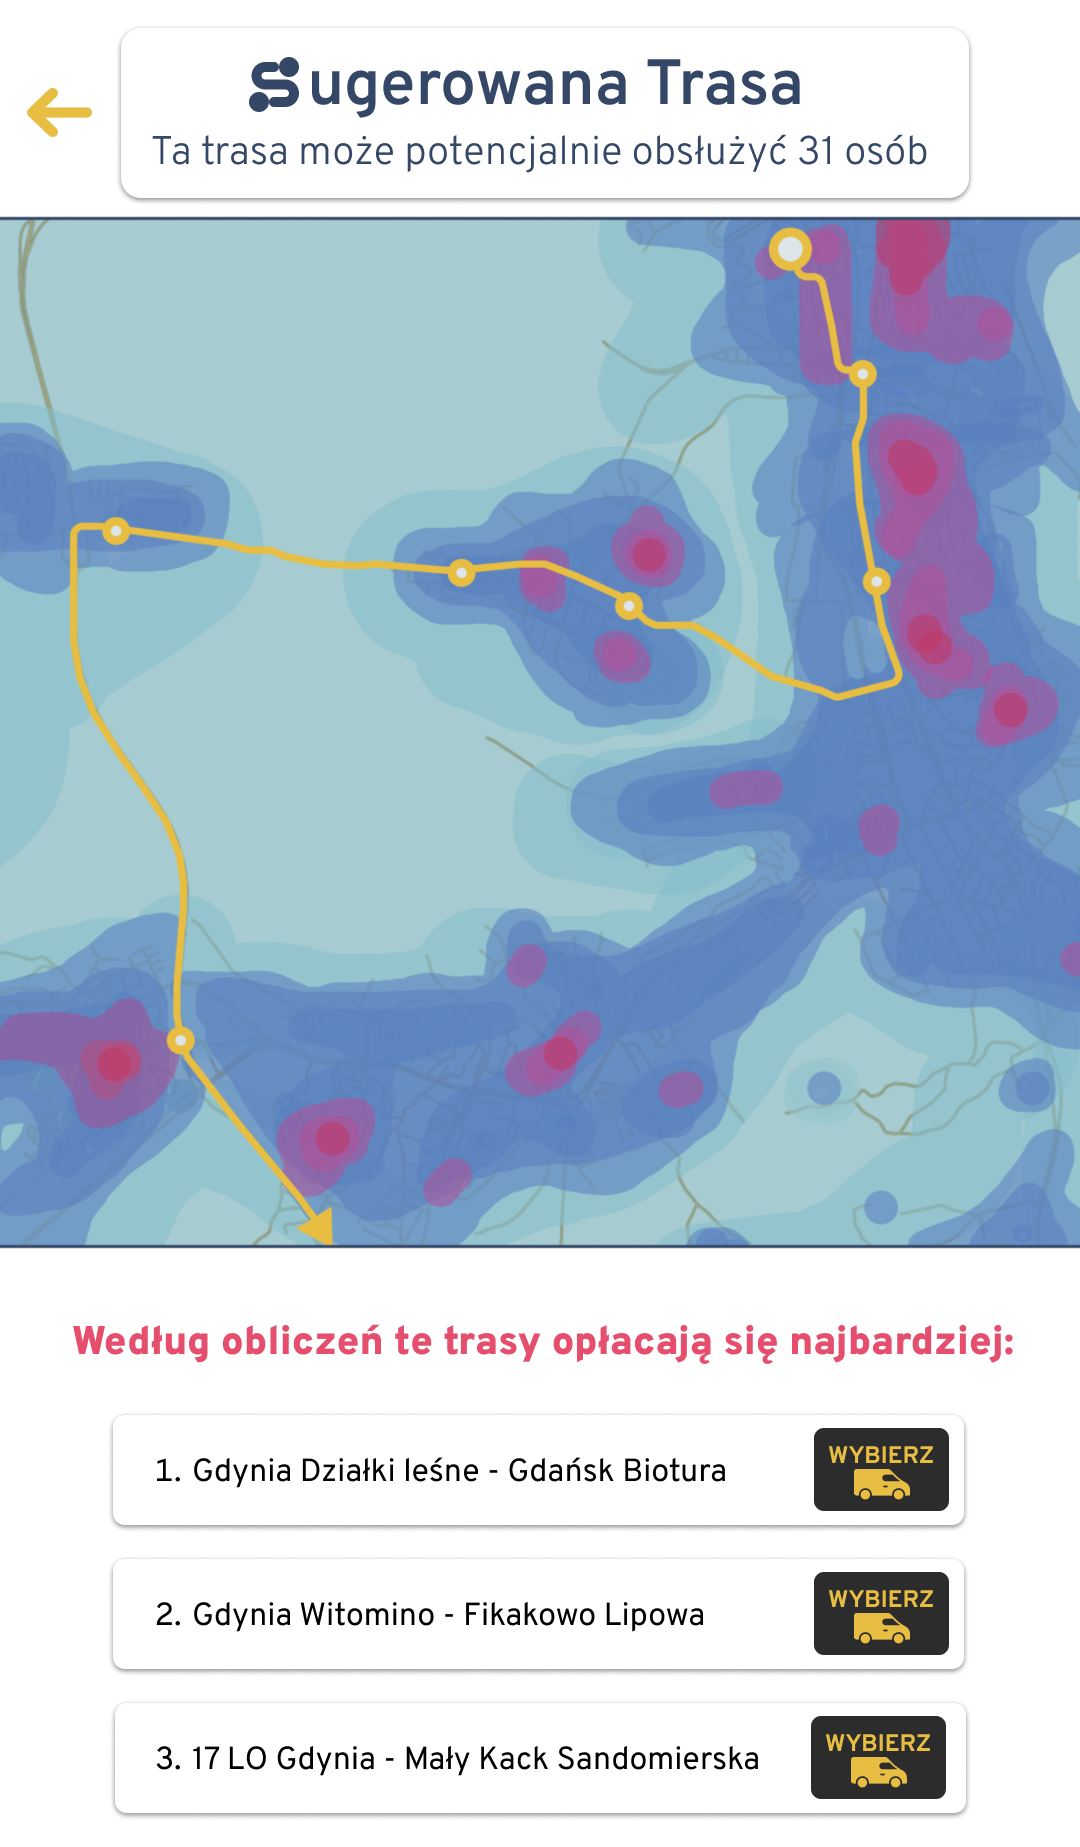 Sugerowana Trasa
Ta trasa może potencjalnie obsłużyć 31 osób
Według obliczeń te trasy opłacają się najbardziej:
1. Gdynia Działki leśne - Gdańsk Biotura
WYBIERZ
2. Gdynia Witomino - Fikakowo Lipowa
WYBIERZ
3. 17 LO Gdynia - Mały Kack Sandomierska
WYBIERZ